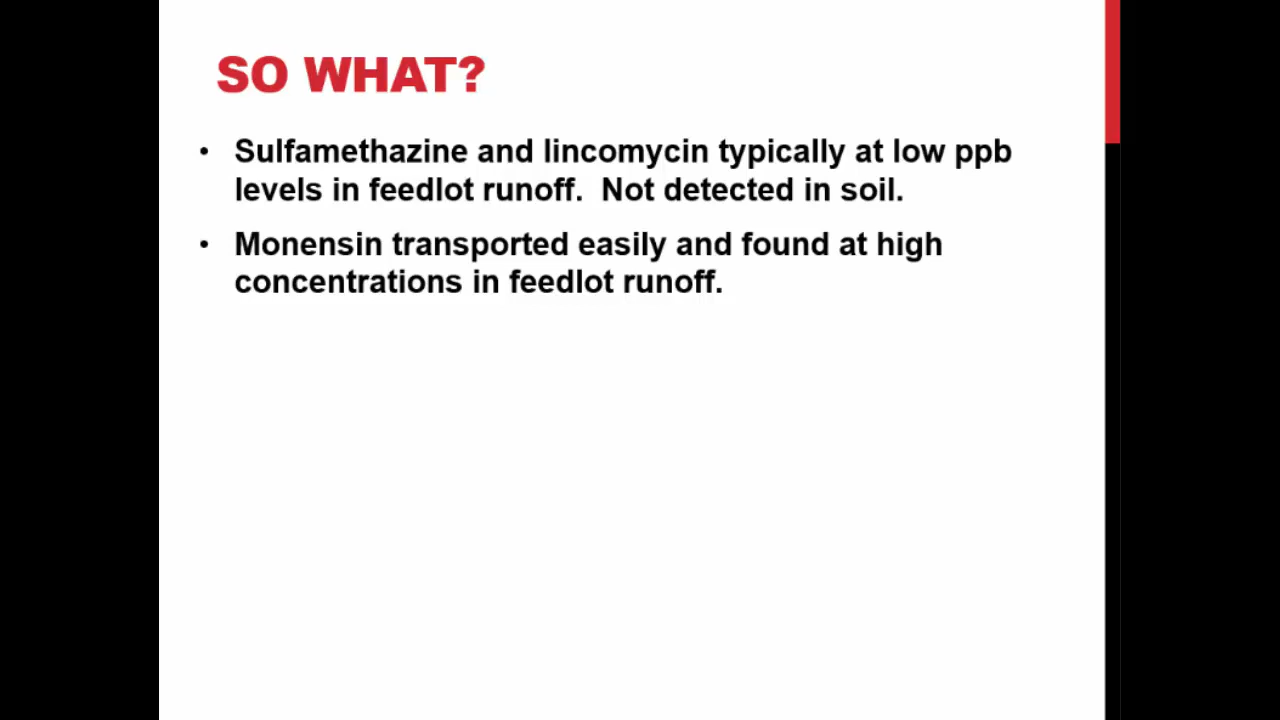 SO WHAT?
• Sulfamethazine and lincomycin typically at low ppb
levels in feedlot runoff.  Not detected in soil.
• Monensin transported easily and found at high
concentrations in feedlot runoff.